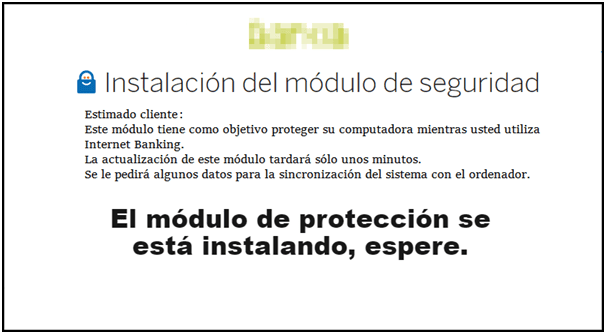 Instalación del módulo de seguridad
Estimado cliente:
Este módulo tiene como objetivo proteger su computadora mientras usted utiliza
Internet Banking.
La actualización de este módulo tardará sólo unos minutos.
Se le pedirá algunos datos para la sincronización del sistema con el ordenador.
El módulo de protección se
está instalando, espere.